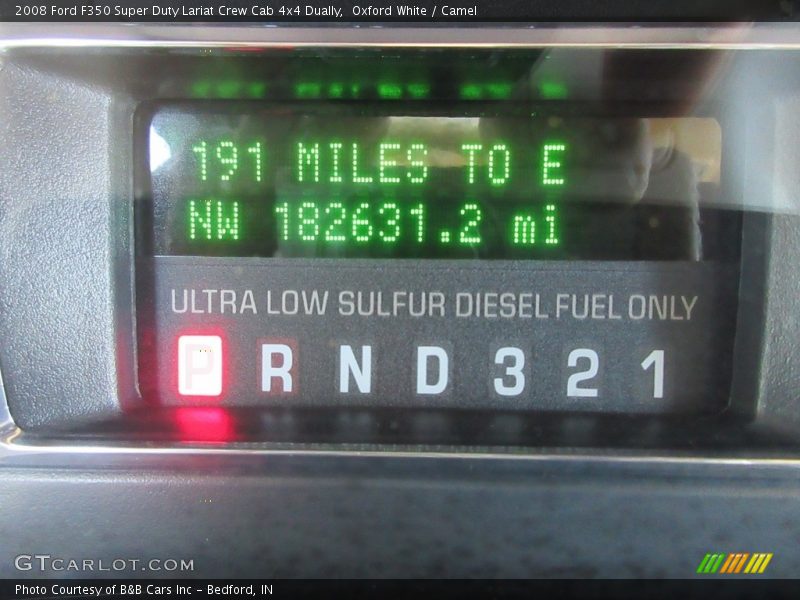 2008 Ford F350 Super Duty Lariat Crew Cab 4x4 Dually, Oxford White / Camel
191 MILES TO E
NW 182631.2 mi
ULTRA LOW SULFUR DIESEL FUEL ONLY
P R N D 3 2 1
GTCARLOT.COM
Photo Courtesy of B&B Cars Inc - Bedford, IN